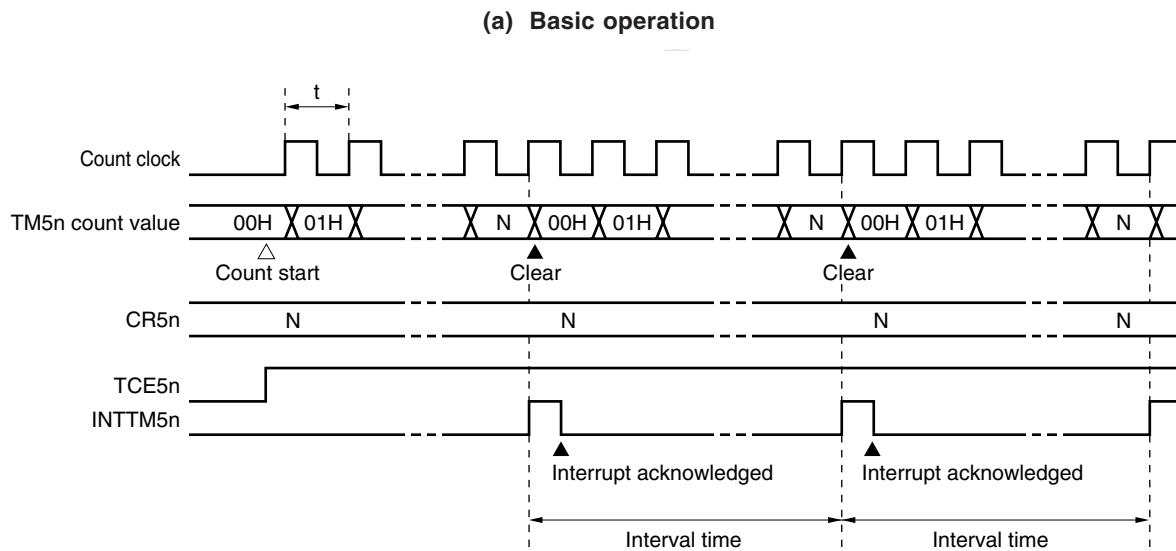 (a) Basic operation
t
Count clock
TM5n count value 00H 01H N 00H 01H N 00H 01H N
Count start Clear Clear
CR5n N N N N
TCE5n
INTTM5n
Interrupt acknowledged Interrupt acknowledged
Interval time Interval time